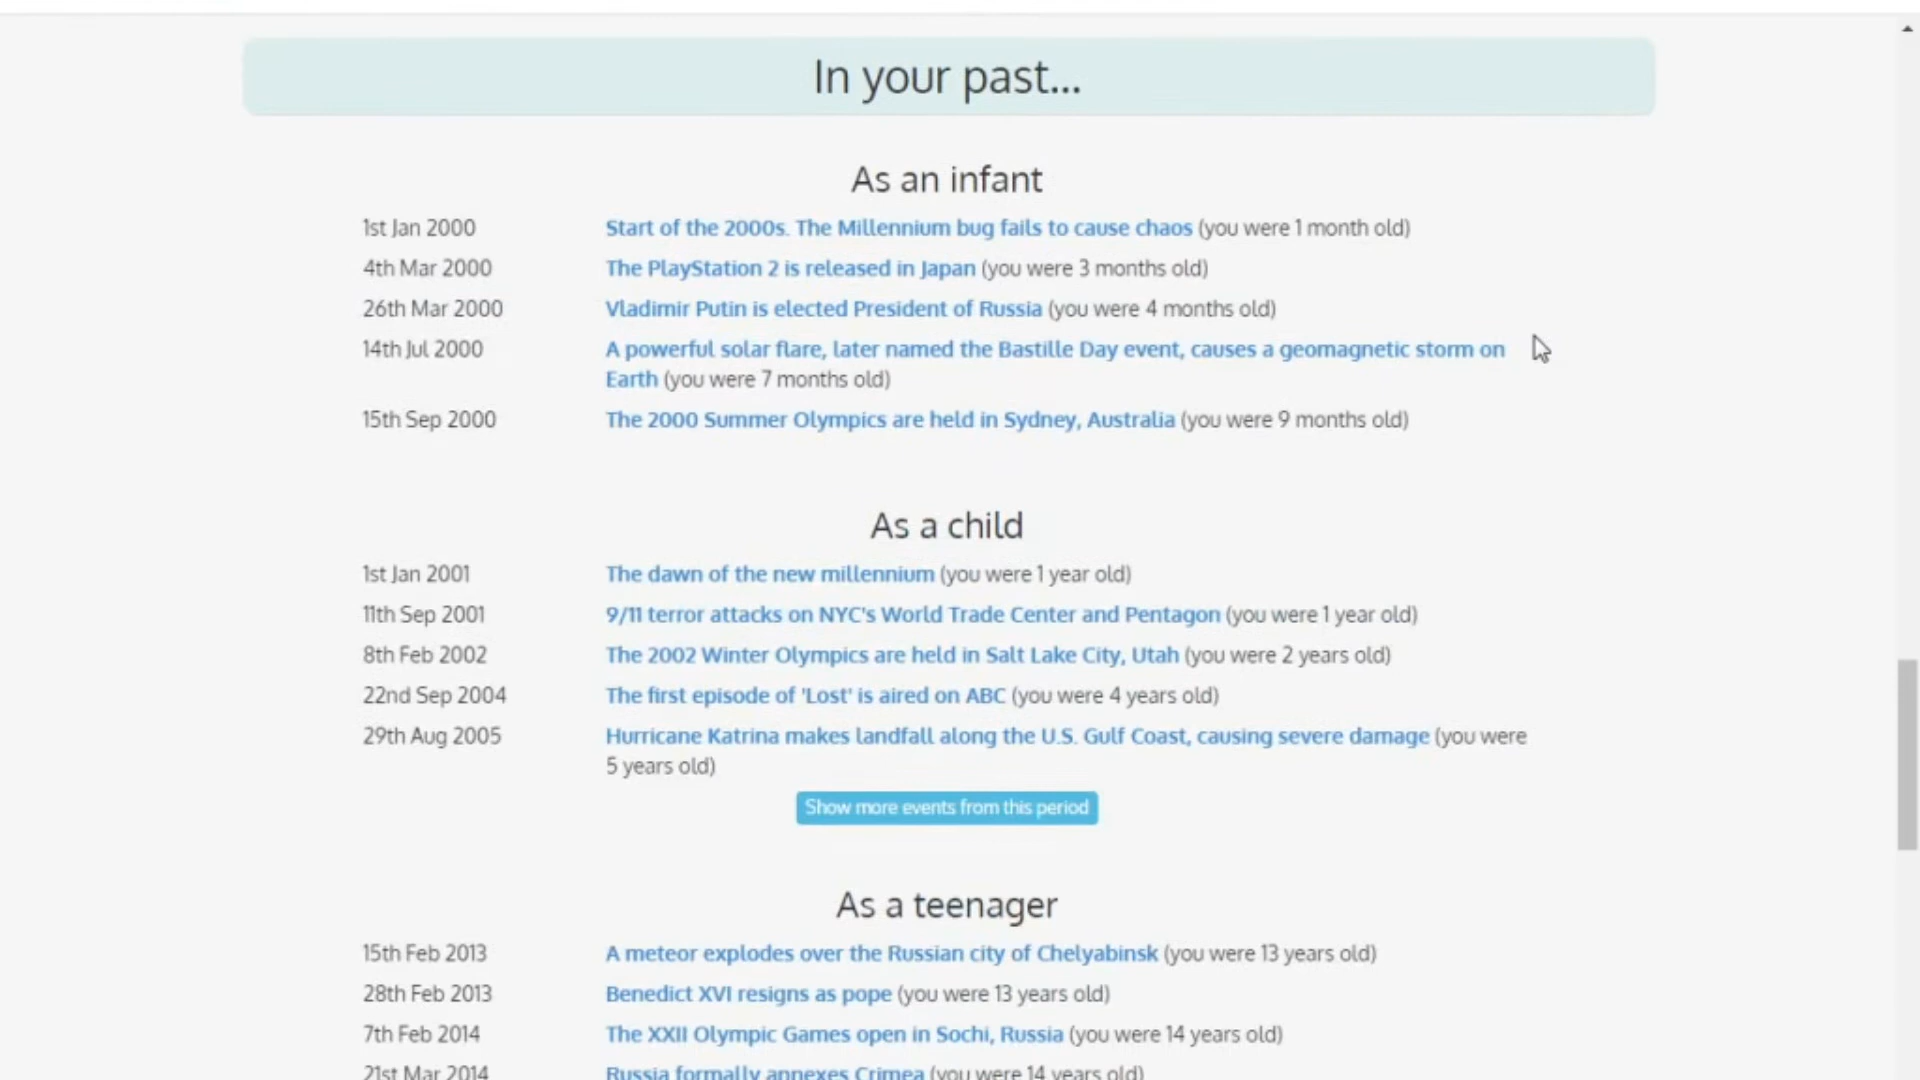 In your past...
As an infant
1st Jan 2000 Start of the 2000s. The Millennium bug fails to cause chaos (you were 1 month old)
4th Mar 2000 The PlayStation 2 is released in Japan (you were 3 months old)
26th Mar 2000 Vladimir Putin is elected President of Russia (you were 4 months old)
14th Jul 2000 A powerful solar flare, later named the Bastille Day event, causes a geomagnetic storm on
Earth (you were 7 months old)
15th Sep 2000 The 2000 Summer Olympics are held in Sydney, Australia (you were 9 months old)
As a child
1st Jan 2001 The dawn of the new millennium (you were 1 year old)
11th Sep 2001 9/11 terror attacks on NYC's World Trade Center and Pentagon (you were 1 year old)
8th Feb 2002 The 2002 Winter Olympics are held in Salt Lake City, Utah (you were 2 years old)
22nd Sep 2004 The first episode of 'Lost' is aired on ABC (you were 4 years old)
29th Aug 2005 Hurricane Katrina makes landfall along the U.S. Gulf Coast, causing severe damage (you were
5 years old)
Show more events from this period
As a teenager
15th Feb 2013 A meteor explodes over the Russian city of Chelyabinsk (you were 13 years old)
28th Feb 2013 Benedict XVI resigns as pope (you were 13 years old)
7th Feb 2014 The XXII Olympic Games open in Sochi, Russia (you were 14 years old)
21st Mar 2014 Russia formally annexes Crimea (you were 14 years old)